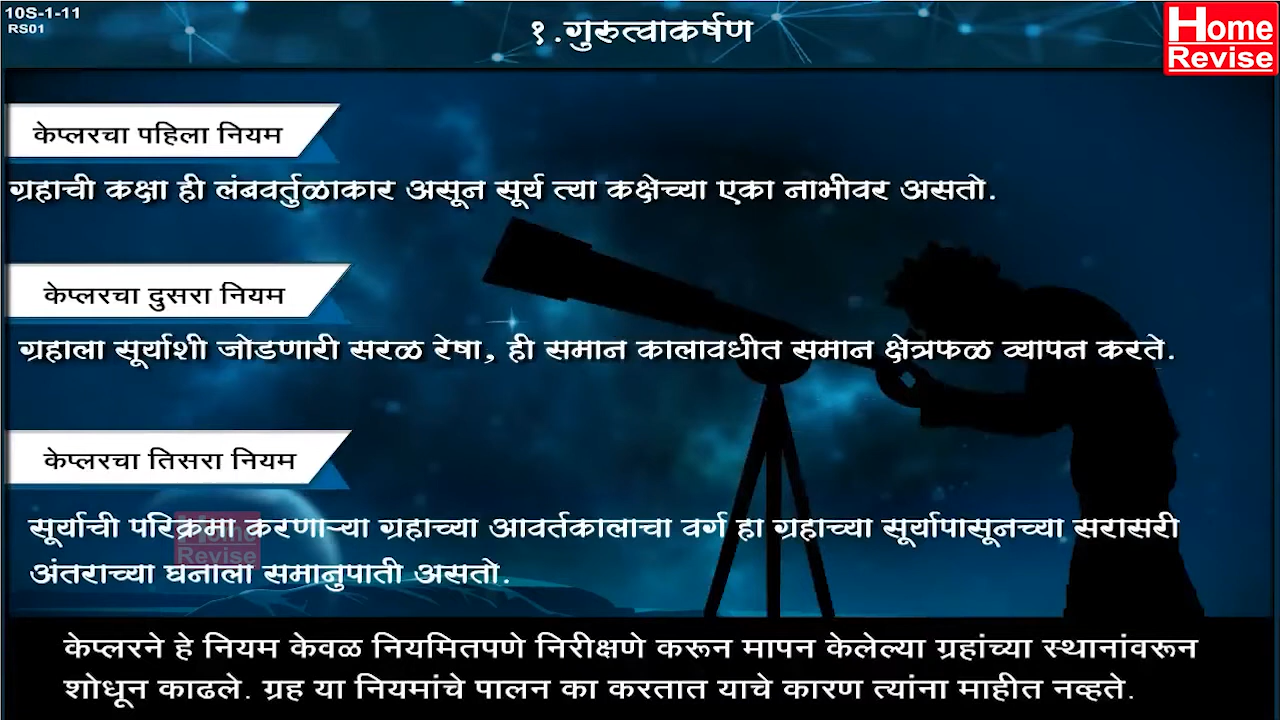 10S-1-11
RS01
१.गुरुत्वाकर्षण
Home
Revise
केप्लरचा पहिला नियम
ग्रहाची कक्षा ही लंबवर्तुळाकार असून सूर्य त्या कक्षेच्या एका नाभीवर असतो.
केप्लरचा दुसरा नियम
ग्रहाला सूर्याशी जोडणारी सरळ रेषा, ही समान कालावधीत समान क्षेत्रफळ व्यापन करते.
केप्लरचा तिसरा नियम
सूर्याची परिक्रमा करणाऱ्या ग्रहाच्या आवर्तकालाचा वर्ग हा ग्रहाच्या सूर्यापासूनच्या सरासरी
अंतराच्या घनाला समानुपाती असतो.
Home
Revise
केप्लरने हे नियम केवळ नियमितपणे निरीक्षणे करून मापन केलेल्या ग्रहांच्या स्थानांवरून
शोधून काढले. ग्रह या नियमांचे पालन का करतात याचे कारण त्यांना माहीत नव्हते.